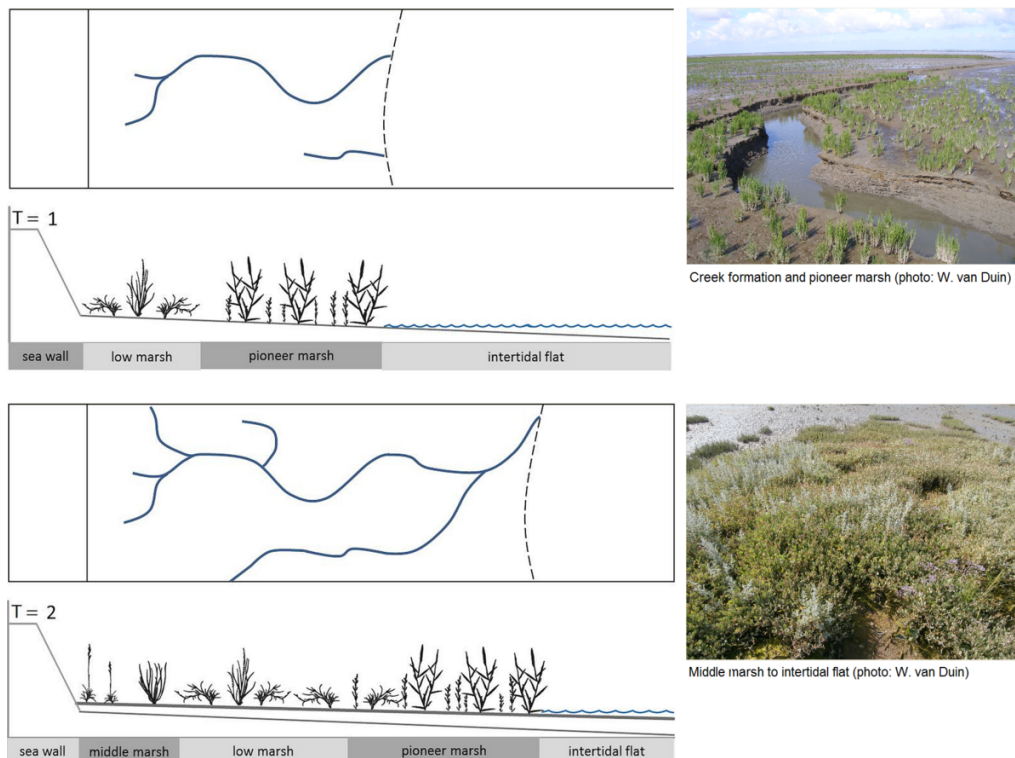 Creek formation and pioneer marsh (photo: W. van Duin)
T = 1
sea wall
low marsh
pioneer marsh
intertidal flat
Middle marsh to intertidal flat (photo: W. van Duin)
T = 2
sea wall
middle marsh
low marsh
pioneer marsh
intertidal flat